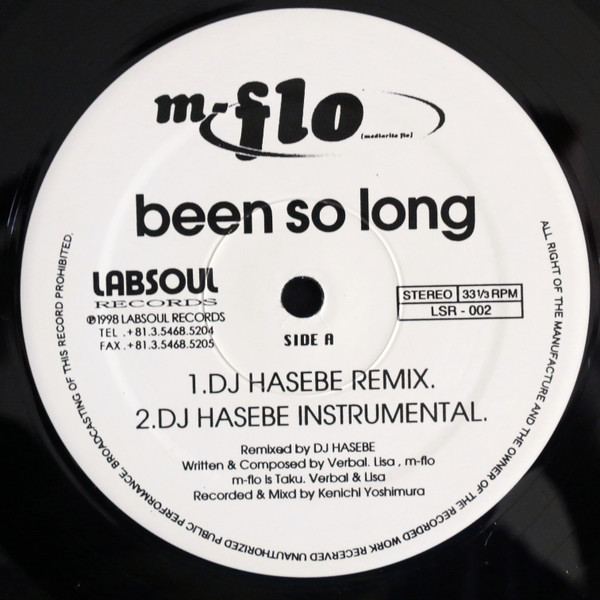 m-flo
[mediarite flo]
been so long
LABSOUL
RECORDS
℗1998 LABSOUL RECORDS
TEL .+81.3.5468.5204
FAX .+81.3.5468.5205
SIDE A
STEREO 33 1/3 RPM
LSR - 002
1.DJ HASEBE REMIX.
2.DJ HASEBE INSTRUMENTAL.
Remixed by DJ HASEBE
Written & Composed by Verbal. Lisa , m-flo
m-flo is Taku. Verbal & Lisa
Recorded & Mixd by Kenichi Yoshimura
ALL RIGHT OF THE MANUFACTURE AND THE OWNER OF THE RECORDED WORK RECERVED UNAUTHORIZED PUBLIC PERFORMANCE. BROADCASTING OF THIS RECORD PROHIBITED.